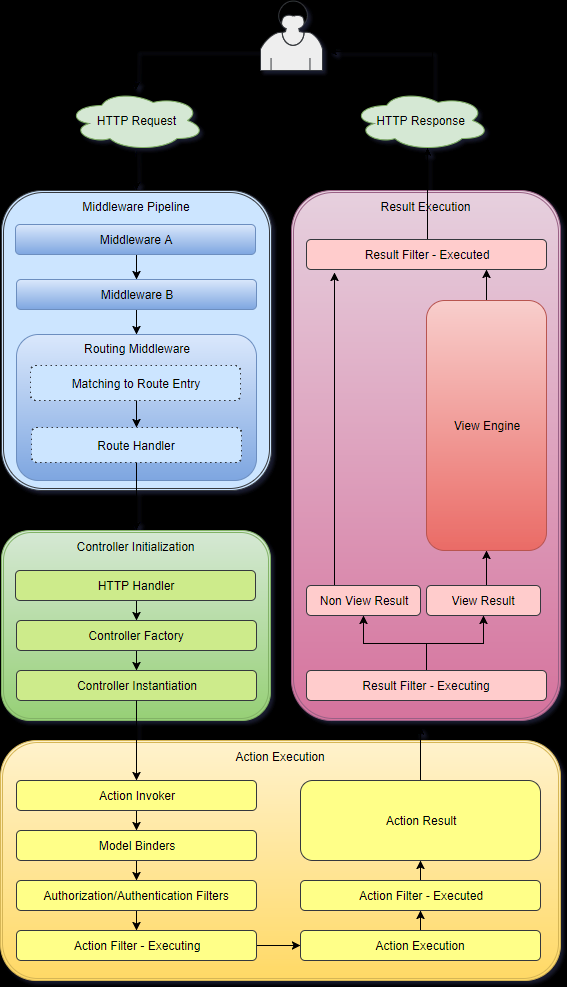 HTTP Request
HTTP Response
Middleware Pipeline
Middleware A
Middleware B
Routing Middleware
Matching to Route Entry
Route Handler
Controller Initialization
HTTP Handler
Controller Factory
Controller Instantiation
Result Execution
Result Filter - Executed
View Engine
Non View Result
View Result
Result Filter - Executing
Action Execution
Action Invoker
Model Binders
Authorization/Authentication Filters
Action Filter - Executing
Action Result
Action Filter - Executed
Action Execution